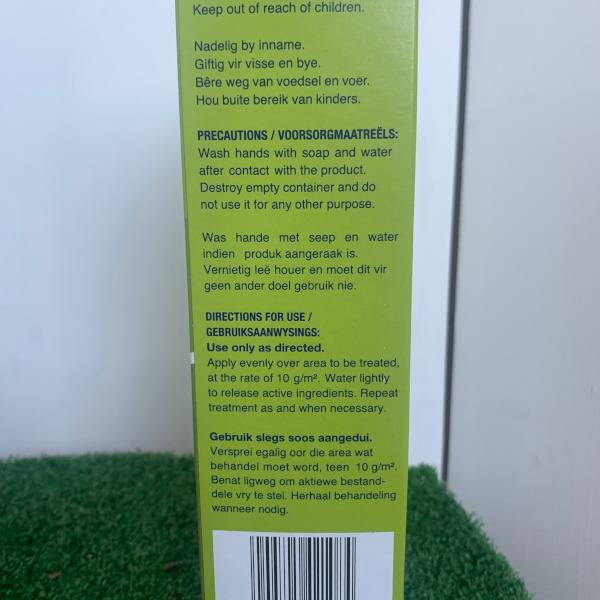 Keep out of reach of children.
Nadelig by inname.
Giftig vir visse en bye.
Bêre weg van voedsel en voer.
Hou buite bereik van kinders.
PRECAUTIONS / VOORSORGMAATREËLS:
Wash hands with soap and water
after contact with the product.
Destroy empty container and do
not use it for any other purpose.
Was hande met seep en water
indien produk aangeraak is.
Vernietig leë houer en moet dit vir
geen ander doel gebruik nie.
DIRECTIONS FOR USE /
GEBRUIKSAANWYSINGS:
Use only as directed.
Apply evenly over area to be treated,
at the rate of 10 g/m². Water lightly
to release active ingredients. Repeat
treatment as and when necessary.
Gebruik slegs soos aangedui.
Versprei egalig oor die area wat
behandel moet word, teen 10 g/m².
Benat ligweg om aktiewe bestand-
dele vry te stel. Herhaal behandeling
wanneer nodig.